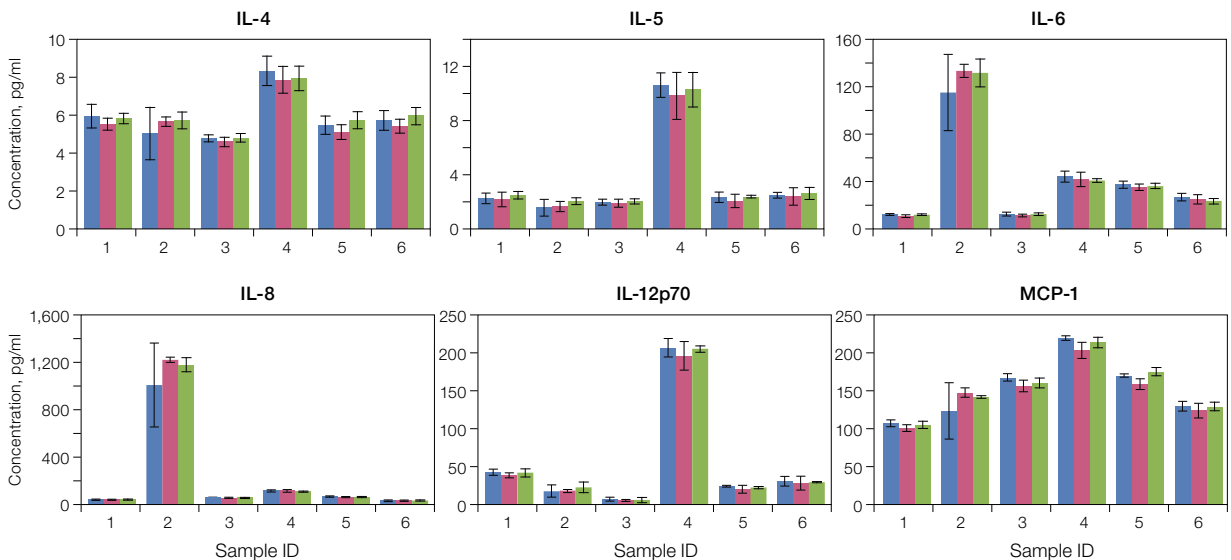 IL-4
IL-5
IL-6
Concentration, pg/ml
10
8
6
4
2
0
1 2 3 4 5 6
12
8
4
0
1 2 3 4 5 6
160
120
80
40
0
1 2 3 4 5 6
IL-8
IL-12p70
MCP-1
Concentration, pg/ml
1,600
1,200
800
400
0
1 2 3 4 5 6
Sample ID
250
200
150
100
50
0
1 2 3 4 5 6
Sample ID
250
200
150
100
50
0
1 2 3 4 5 6
Sample ID